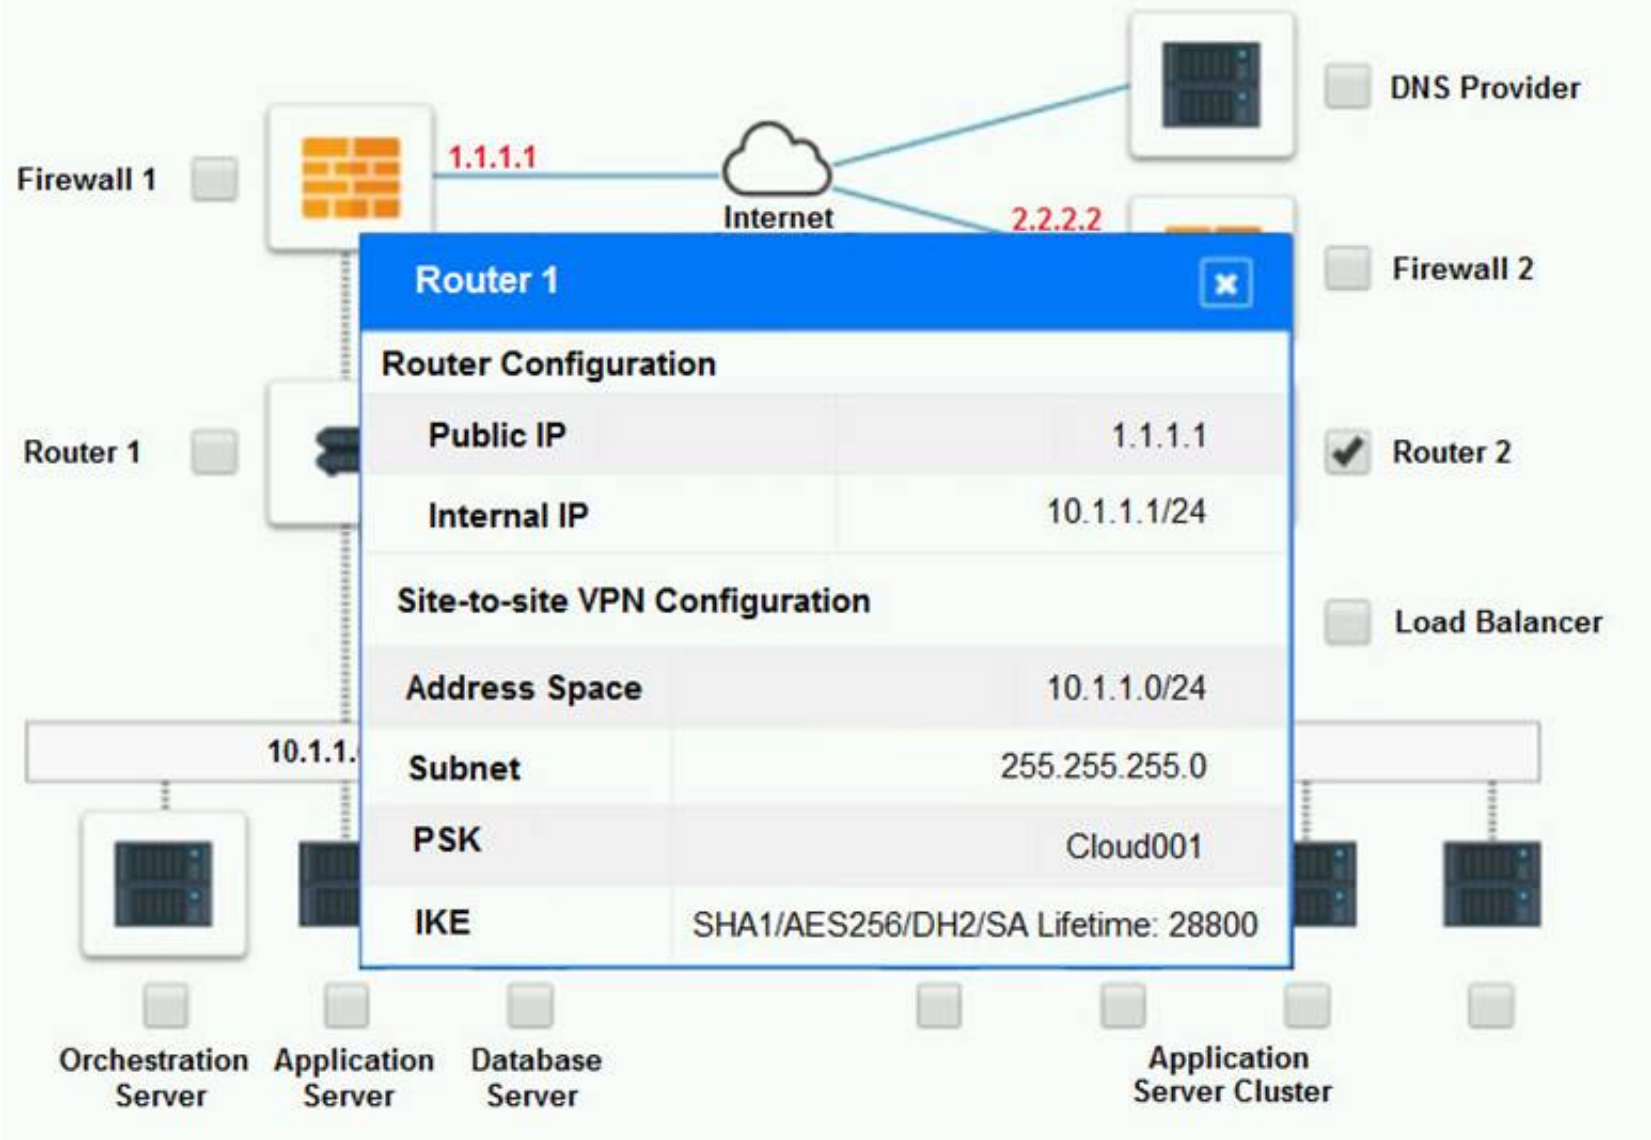 DNS Provider
Firewall 1
1.1.1.1
Internet
2.2.2.2
Firewall 2
Router 1
Router Configuration
Public IP 1.1.1.1
Internal IP 10.1.1.1/24
Site-to-site VPN Configuration
Address Space 10.1.1.0/24
Subnet 255.255.255.0
PSK Cloud001
IKE SHA1/AES256/DH2/SA Lifetime: 28800
Router 1
Router 2
Load Balancer
10.1.1.
Orchestration
Server
Application
Server
Database
Server
Application
Server Cluster